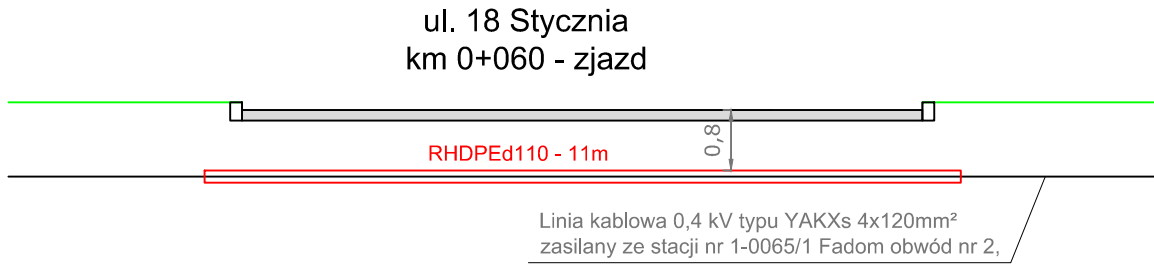 ul. 18 Stycznia
km 0+060 - zjazd
0,8
RHDPEd110 - 11m
Linia kablowa 0,4 kV typu YAKXs 4x120mm²
zasilany ze stacji nr 1-0065/1 Fadom obwód nr 2,